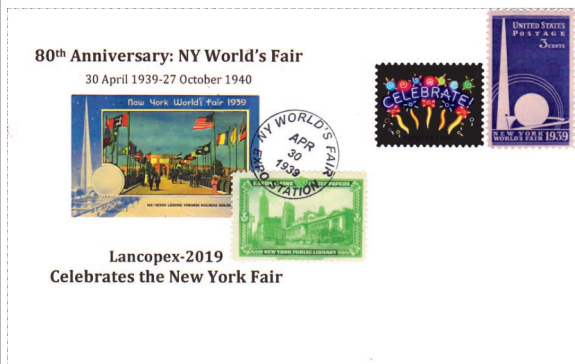 80th Anniversary: NY World's Fair
30 April 1939-27 October 1940
New York World's Fair 1939
CELEBRATE!
UNITED STATES
POSTAGE
3 CENTS
NEW YORK
WORLD'S FAIR 1939
NY WORLD'S FAIR
APR
30
1939
STATION
NEW YORK PUBLIC LIBRARY
Lancopex-2019
Celebrates the New York Fair